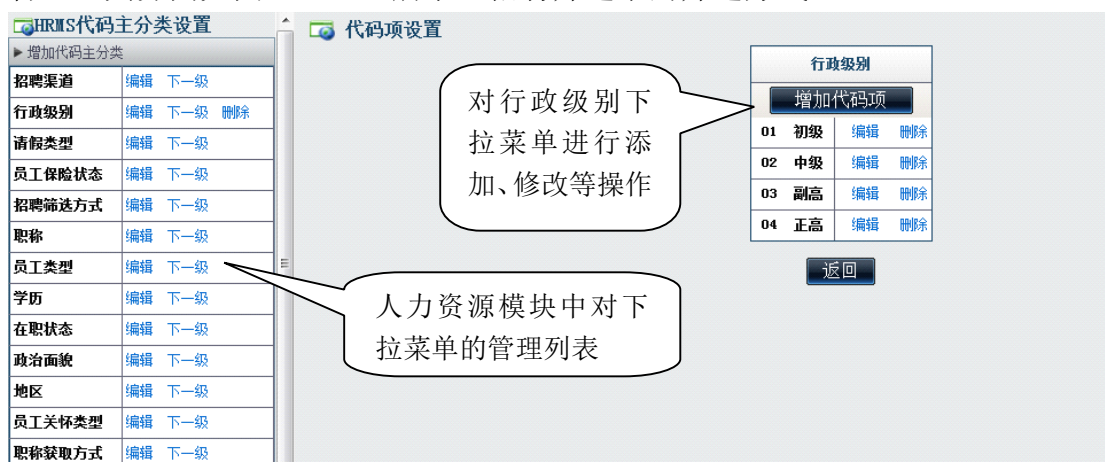 HRMS代码主分类设置
增加代码主分类
招聘渠道 编辑 下一级
行政级别 编辑 下一级 删除
请假类型 编辑 下一级
员工保险状态 编辑 下一级
招聘筛选方式 编辑 下一级
职称 编辑 下一级
员工类型 编辑 下一级
学历 编辑 下一级
在职状态 编辑 下一级
政治面貌 编辑 下一级
地区 编辑 下一级
员工关怀类型 编辑 下一级
职称获取方式 编辑 下一级
代码项设置
对行政级别下
拉菜单进行添
加、修改等操作
人力资源模块中对下
拉菜单的管理列表
行政级别
增加代码项
01 初级 编辑 删除
02 中级 编辑 删除
03 副高 编辑 删除
04 正高 编辑 删除
返回